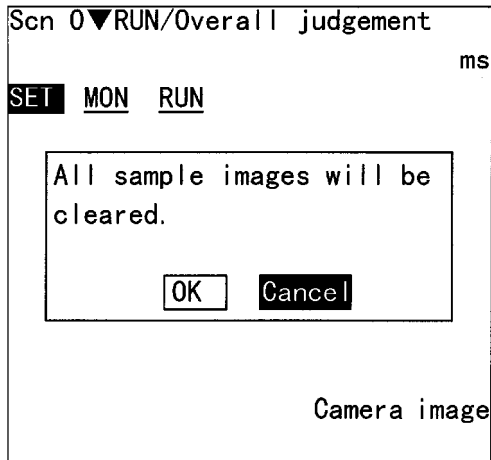 Scn 0▼RUN/Overall judgement
ms
SET MON RUN
All sample images will be
cleared.
OK Cancel
Camera image